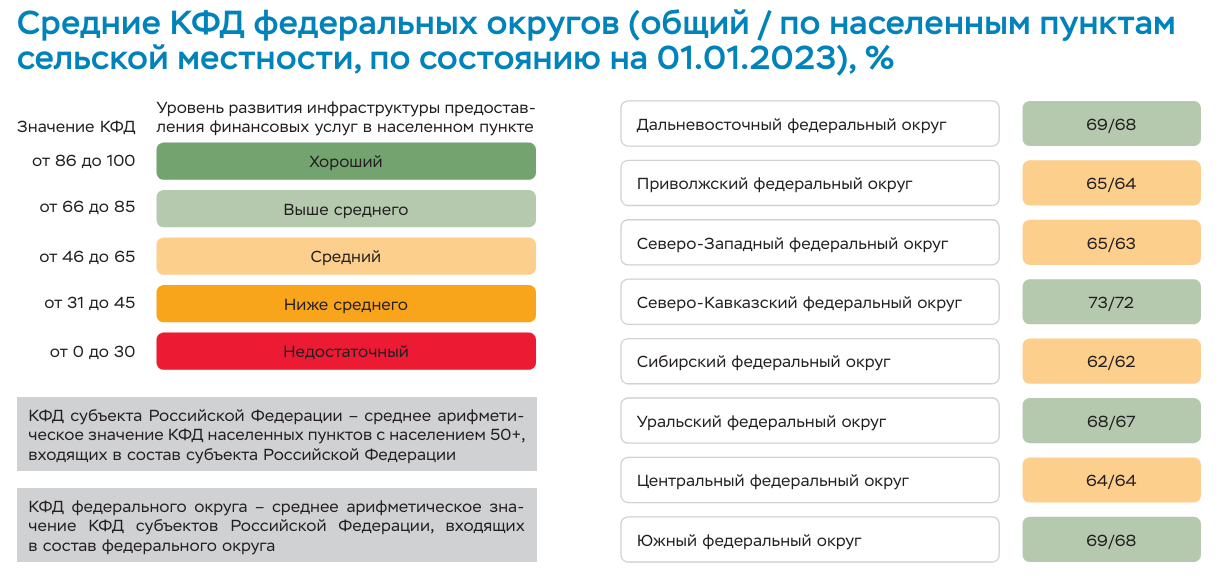 Средние КФД федеральных округов (общий / по населенным пунктам
сельской местности, по состоянию на 01.01.2023), %
Значение КФД
Уровень развития инфраструктуры предостав-
ления финансовых услуг в населенном пункте
от 86 до 100
Хороший
от 66 до 85
Выше среднего
от 46 до 65
Средний
от 31 до 45
Ниже среднего
от 0 до 30
Недостаточный
КФД субъекта Российской Федерации – среднее арифмети-
ческое значение КФД населенных пунктов с населением 50+,
входящих в состав субъекта Российской Федерации
КФД федерального округа – среднее арифметическое зна-
чение КФД субъектов Российской Федерации, входящих
в состав федерального округа
Дальневосточный федеральный округ
69/68
Приволжский федеральный округ
65/64
Северо-Западный федеральный округ
65/63
Северо-Кавказский федеральный округ
73/72
Сибирский федеральный округ
62/62
Уральский федеральный округ
68/67
Центральный федеральный округ
64/64
Южный федеральный округ
69/68